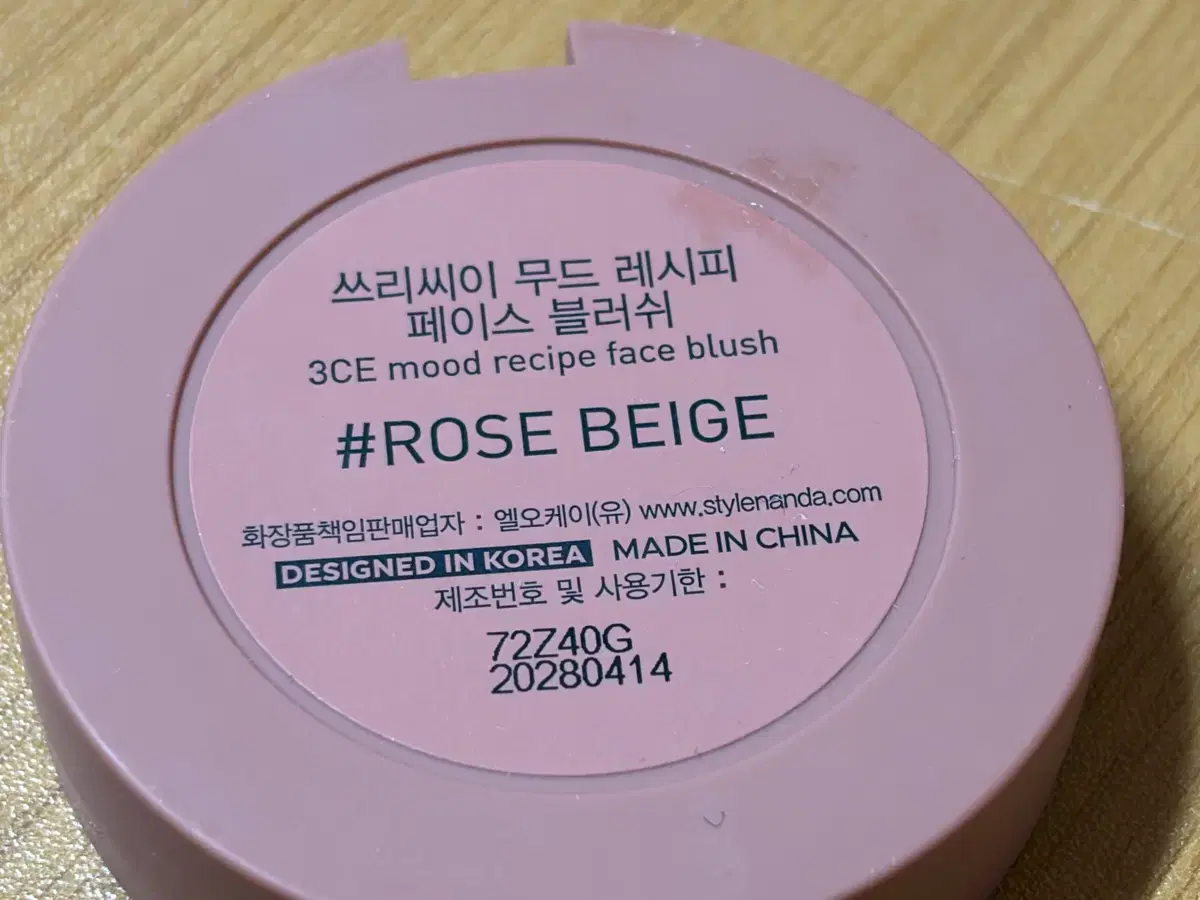 쓰리씨이 무드 레시피
페이스 블러쉬
3CE mood recipe face blush
#ROSE BEIGE
화장품책임판매업자 : 엘오케이(유) www.stylenanda.com
DESIGNED IN KOREA MADE IN CHINA
제조번호 및 사용기한 :
72Z40G
20280414